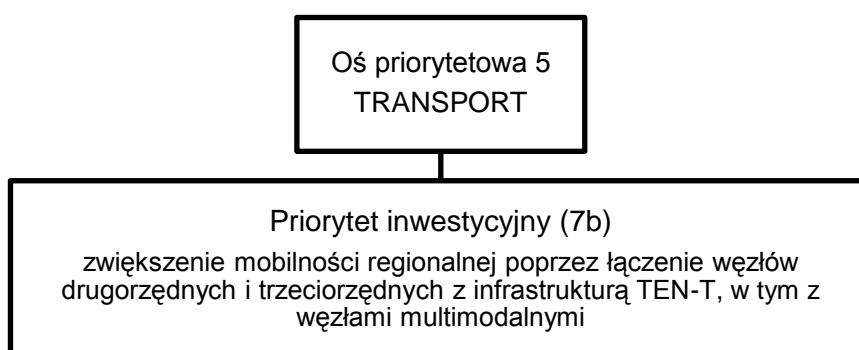 Oś priorytetowa 5
TRANSPORT
Priorytet inwestycyjny (7b)
zwiększenie mobilności regionalnej poprzez łączenie węzłów
drugorzędnych i trzeciorzędnych z infrastrukturą TEN-T, w tym z
węzłami multimodalnymi